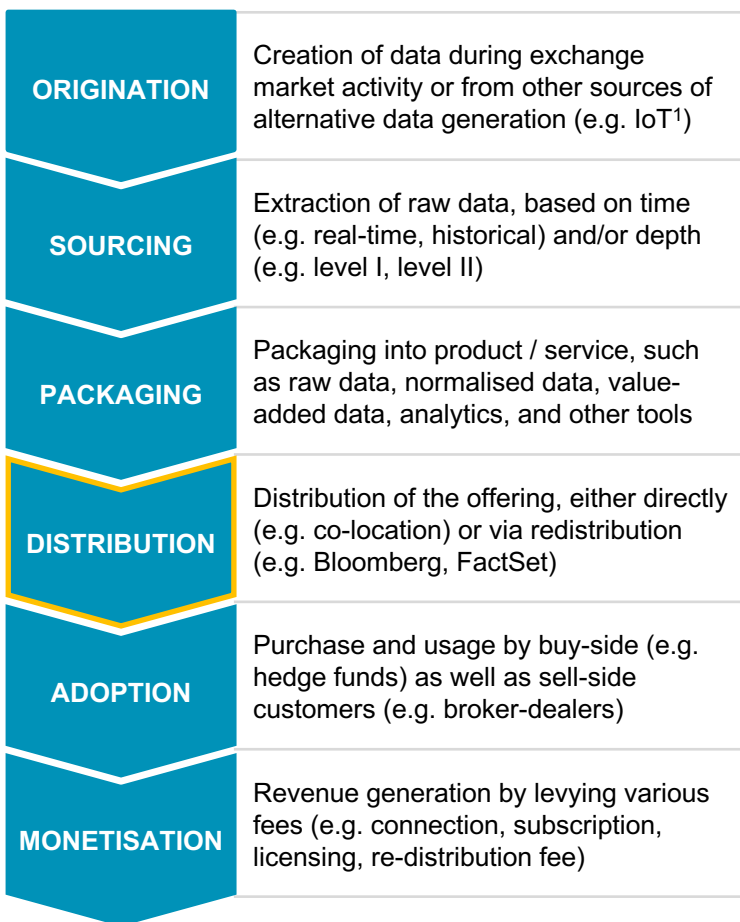 ORIGINATION
Creation of data during exchange
market activity or from other sources of
alternative data generation (e.g. IoT¹)
SOURCING
Extraction of raw data, based on time
(e.g. real-time, historical) and/or depth
(e.g. level I, level II)
PACKAGING
Packaging into product / service, such
as raw data, normalised data, value-
added data, analytics, and other tools
DISTRIBUTION
Distribution of the offering, either directly
(e.g. co-location) or via redistribution
(e.g. Bloomberg, FactSet)
ADOPTION
Purchase and usage by buy-side (e.g.
hedge funds) as well as sell-side
customers (e.g. broker-dealers)
MONETISATION
Revenue generation by levying various
fees (e.g. connection, subscription,
licensing, re-distribution fee)